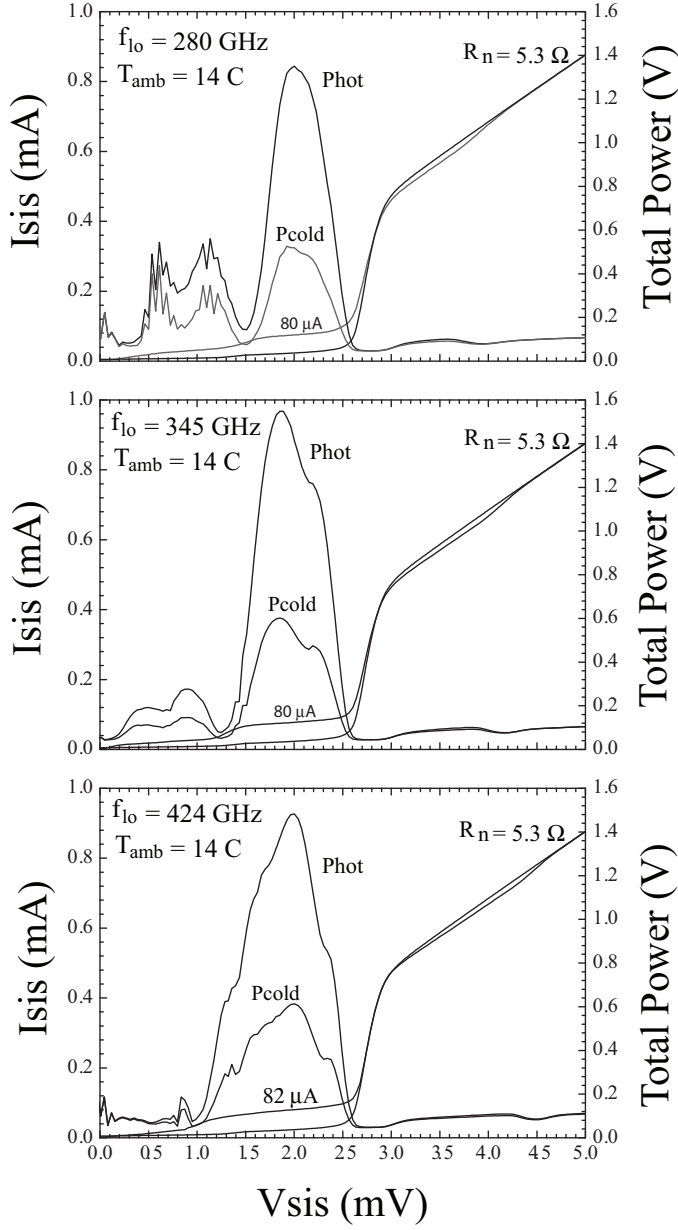 f_lo = 280 GHz
T_amb = 14 C
R_n = 5.3 Ω
Phot
Pcold
80 µA
Isis (mA)
Total Power (V)
1.0
0.8
0.6
0.4
0.2
0.0
1.6
1.4
1.2
1.0
0.8
0.6
0.4
0.2
0.0
f_lo = 345 GHz
T_amb = 14 C
R_n = 5.3 Ω
Phot
Pcold
80 µA
Isis (mA)
Total Power (V)
1.0
0.8
0.6
0.4
0.2
0.0
1.6
1.4
1.2
1.0
0.8
0.6
0.4
0.2
0.0
f_lo = 424 GHz
T_amb = 14 C
R_n = 5.3 Ω
Phot
Pcold
82 µA
Isis (mA)
Total Power (V)
1.0
0.8
0.6
0.4
0.2
0.0
1.6
1.4
1.2
1.0
0.8
0.6
0.4
0.2
0.0
0.0 0.5 1.0 1.5 2.0 2.5 3.0 3.5 4.0 4.5 5.0
Vsis (mV)